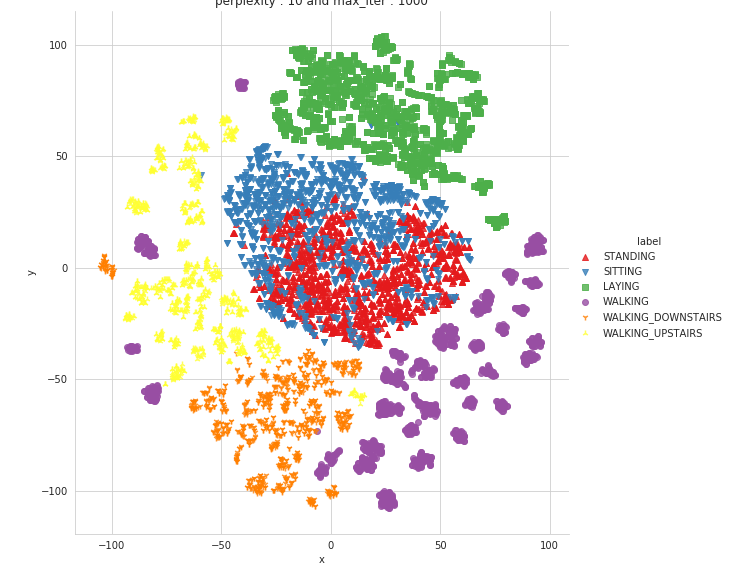 perplexity : 10 and max_iter : 1000
100
50
0
−50
−100
y
−100
−50
0
50
100
x
label
STANDING
SITTING
LAYING
WALKING
WALKING_DOWNSTAIRS
WALKING_UPSTAIRS